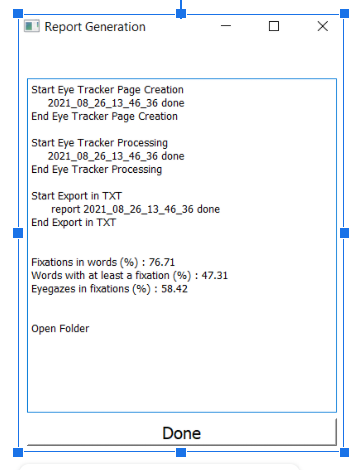 Report Generation
Start Eye Tracker Page Creation
2021_08_26_13_46_36 done
End Eye Tracker Page Creation
Start Eye Tracker Processing
2021_08_26_13_46_36 done
End Eye Tracker Processing
Start Export in TXT
report 2021_08_26_13_46_36 done
End Export in TXT
Fixations in words (%) : 76.71
Words with at least a fixation (%) : 47.31
Eyegazes in fixations (%) : 58.42
Open Folder
Done